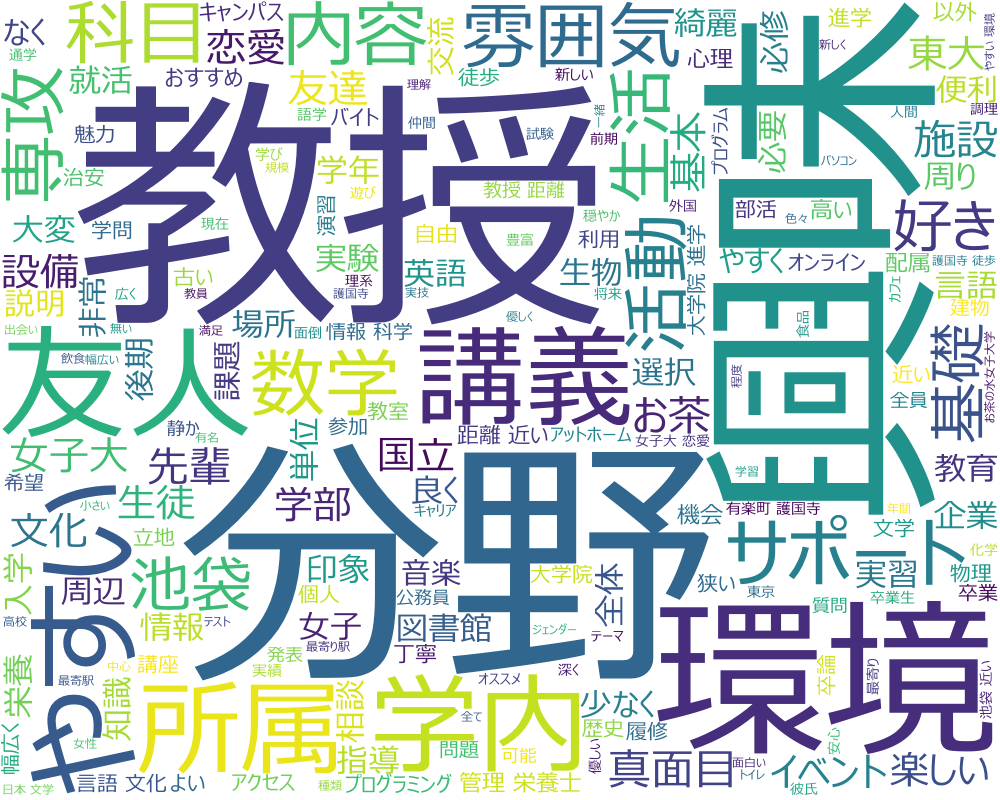 キャンパス
なく
通学
科目
恋愛
内容
交流
雰囲気
綺麗
心理
必修
進学
東大
以外
便利
やすい 環境
新しく
専攻
就活
おすすめ
友達
バイト
徒歩
理解
仲間
新しい
一緒
生活
基本
必要
プログラム
興味
施設
人間
調理
魅力
治安
教授
学び
規模
語学
学年
遊び
試験
前期
教授 距離
外国
パソコン
周り
大変
学問
現在
演習
実験
自由
穏やか
豊富
利用
活動
大学院 進学
部活
色々
高い
好き
設備
古い
理系
英語
生物
やすく
オンライン
護国寺 徒歩
配属
言語
カフェ
説明
非常
広く
教員
護国寺
実技
将来
優しく
出会い
無い
満足
場所
面倒
情報 科学
食品
建物
友人
飲食
幅広い
後期
課題
数学
講義
選択
程度
近い
基礎
お茶の水女子大学
静か
有名
教室
参加
お茶
全員
女子大
希望
小さい
先輩
単位
国立
距離 近い
アットホーム
女子大 恋愛
学習
教育
やすい
文化
生徒
立地
学部
分野
良く
キャリア
機会
有楽町 護国寺
年間
文学
企業
入学
周辺
池袋
印象
音楽
大学院
全体
狭い
サポート
実習
化学
物理
高校
情報
テスト
個人
公務員
図書館
東京
質問
卒業生
卒業
女子
最寄り駅
丁寧
ジェンダー
テーマ
栄養
最寄駅
中心
講座
発表
実績
オススメ
深く
環境
知識
所属
相談
学内
少なく
卒論
最寄り
池袋 近い
幅広く
女性
指導
問題
全て
可能
歴史
履修
優しい
真面目
面白い
トイレ
安心
イベント
楽しい
日本 文学
言語 文化
よい
アクセス
種類
プログラミング
管理 栄養士
彼氏